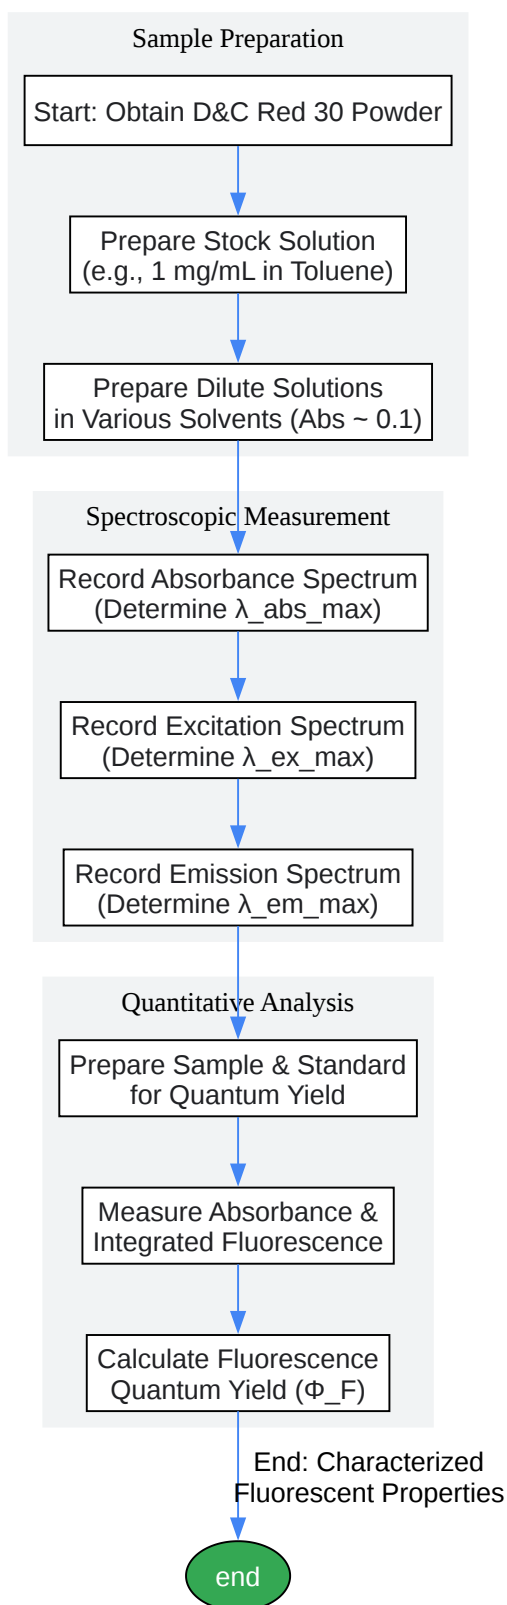 Sample Preparation
Start: Obtain D&C Red 30 Powder
Prepare Stock Solution
(e.g., 1 mg/mL in Toluene)
Prepare Dilute Solutions
in Various Solvents (Abs ~ 0.1)
Spectroscopic Measurement
Record Absorbance Spectrum
(Determine λ_abs_max)
Record Excitation Spectrum
(Determine λ_ex_max)
Record Emission Spectrum
(Determine λ_em_max)
Quantitative Analysis
Prepare Sample & Standard
for Quantum Yield
Measure Absorbance &
Integrated Fluorescence
Calculate Fluorescence
Quantum Yield (Φ_F)
End: Characterized
Fluorescent Properties
end